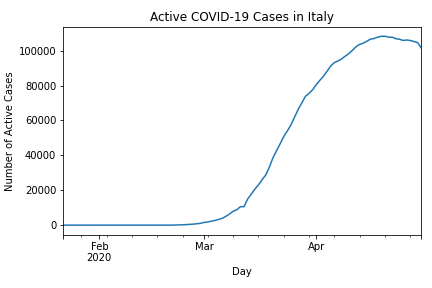 Active COVID-19 Cases in Italy
Number of Active Cases
100000
80000
60000
40000
20000
0
Feb
2020
Mar
Apr
Day